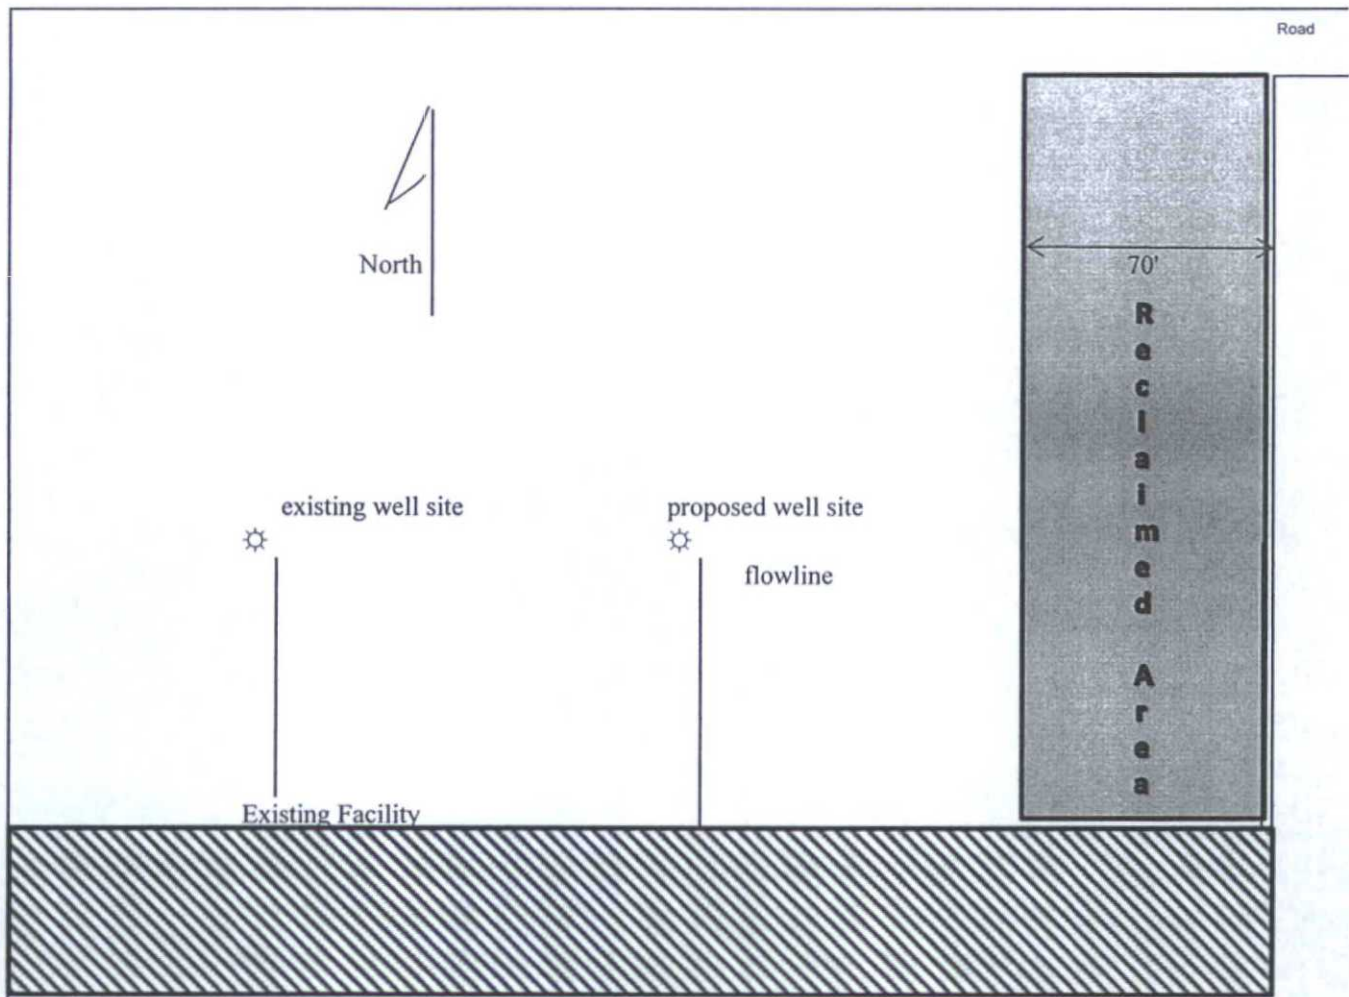 Road
North
70'
Reclaimed Area
existing well site
proposed well site
flowline
Existing Facility